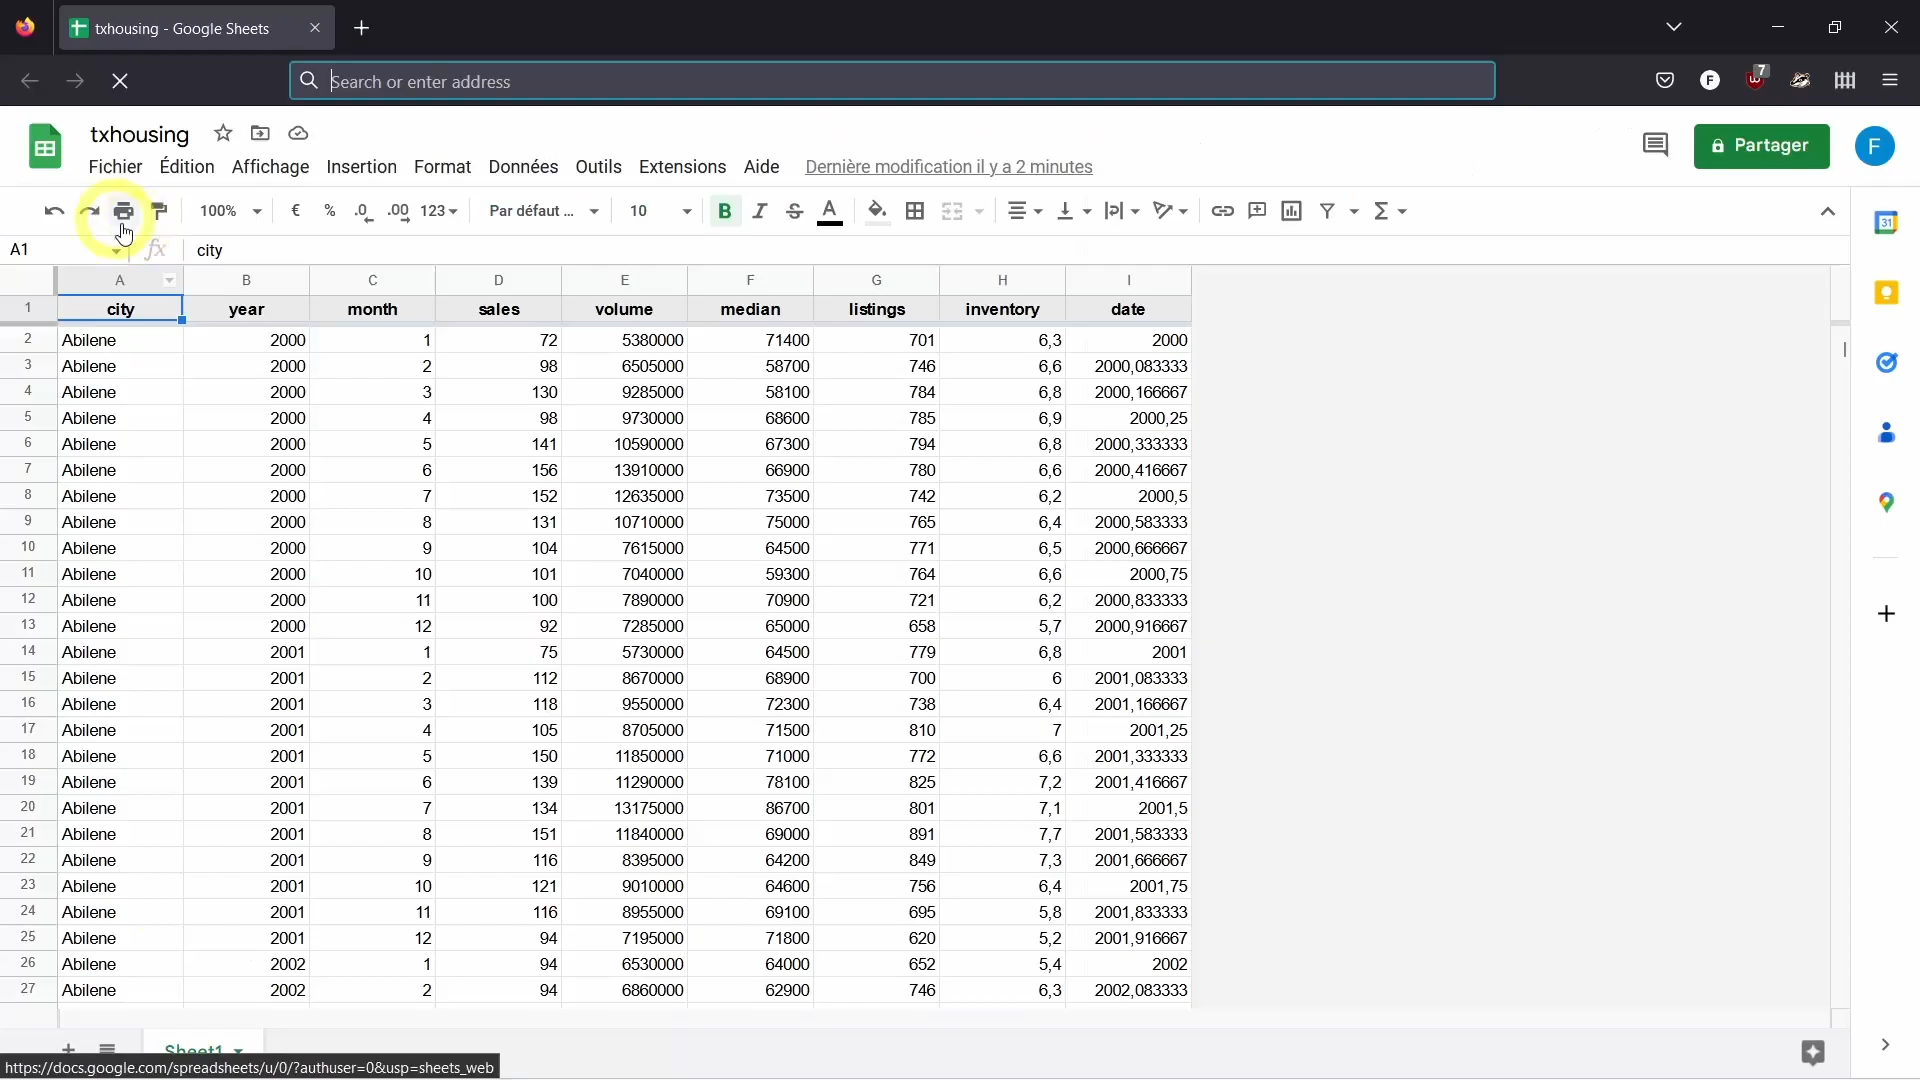 txhousing - Google Sheets
Search or enter address
7
txhousing
Fichier Édition Affichage Insertion Format Données Outils Extensions Aide Dernière modification il y a 2 minutes
Partager
F
100% € % .0 .00 123 Par défaut ... 10 B I S A Σ
31
A1 fx city
A B C D E F G H I
1 city year month sales volume median listings inventory date
2 Abilene 2000 1 72 5380000 71400 701 6,3 2000
3 Abilene 2000 2 98 6505000 58700 746 6,6 2000,083333
4 Abilene 2000 3 130 9285000 58100 784 6,8 2000,166667
5 Abilene 2000 4 98 9730000 68600 785 6,9 2000,25
6 Abilene 2000 5 141 10590000 67300 794 6,8 2000,333333
7 Abilene 2000 6 156 13910000 66900 780 6,6 2000,416667
8 Abilene 2000 7 152 12635000 73500 742 6,2 2000,5
9 Abilene 2000 8 131 10710000 75000 765 6,4 2000,583333
10 Abilene 2000 9 104 7615000 64500 771 6,5 2000,666667
11 Abilene 2000 10 101 7040000 59300 764 6,6 2000,75
12 Abilene 2000 11 100 7890000 70900 721 6,2 2000,833333
13 Abilene 2000 12 92 7285000 65000 658 5,7 2000,916667
14 Abilene 2001 1 75 5730000 64500 779 6,8 2001
15 Abilene 2001 2 112 8670000 68900 700 6 2001,083333
16 Abilene 2001 3 118 9550000 72300 738 6,4 2001,166667
17 Abilene 2001 4 105 8705000 71500 810 7 2001,25
18 Abilene 2001 5 150 11850000 71000 772 6,6 2001,333333
19 Abilene 2001 6 139 11290000 78100 825 7,2 2001,416667
20 Abilene 2001 7 134 13175000 86700 801 7,1 2001,5
21 Abilene 2001 8 151 11840000 69000 891 7,7 2001,583333
22 Abilene 2001 9 116 8395000 64200 849 7,3 2001,666667
23 Abilene 2001 10 121 9010000 64600 756 6,4 2001,75
24 Abilene 2001 11 116 8955000 69100 695 5,8 2001,833333
25 Abilene 2001 12 94 7195000 71800 620 5,2 2001,916667
26 Abilene 2002 1 94 6530000 64000 652 5,4 2002
27 Abilene 2002 2 94 6860000 62900 746 6,3 2002,083333
Sheet1
https://docs.google.com/spreadsheets/u/0/?authuser=0&usp=sheets_web